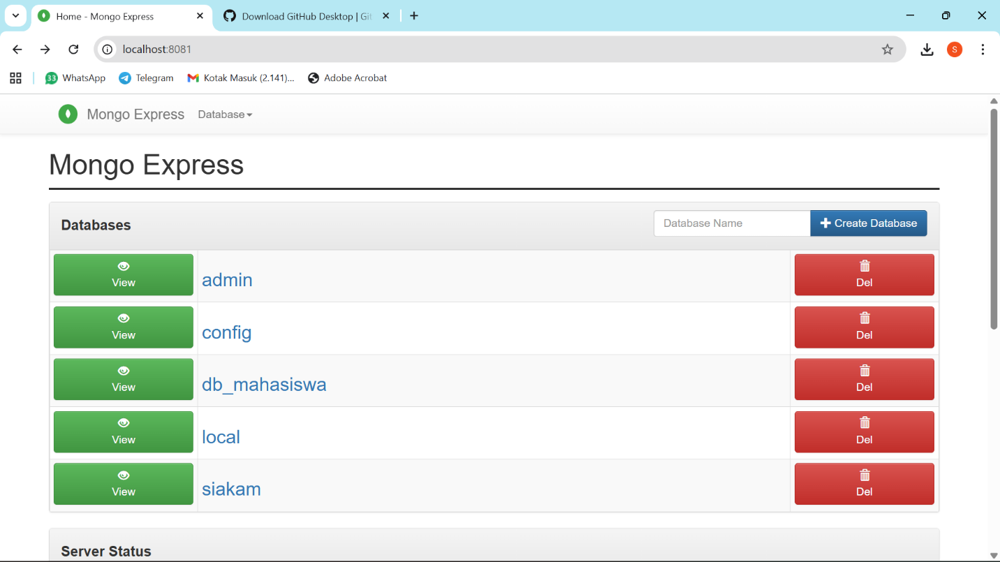 Home - Mongo Express
Download GitHub Desktop | Git
localhost:8081
S
33 WhatsApp
Telegram
Kotak Masuk (2.141)...
Adobe Acrobat
Mongo Express
Database
Mongo Express
Databases
Database Name
Create Database
View
admin
Del
View
config
Del
View
db_mahasiswa
Del
View
local
Del
View
siakam
Del
Server Status